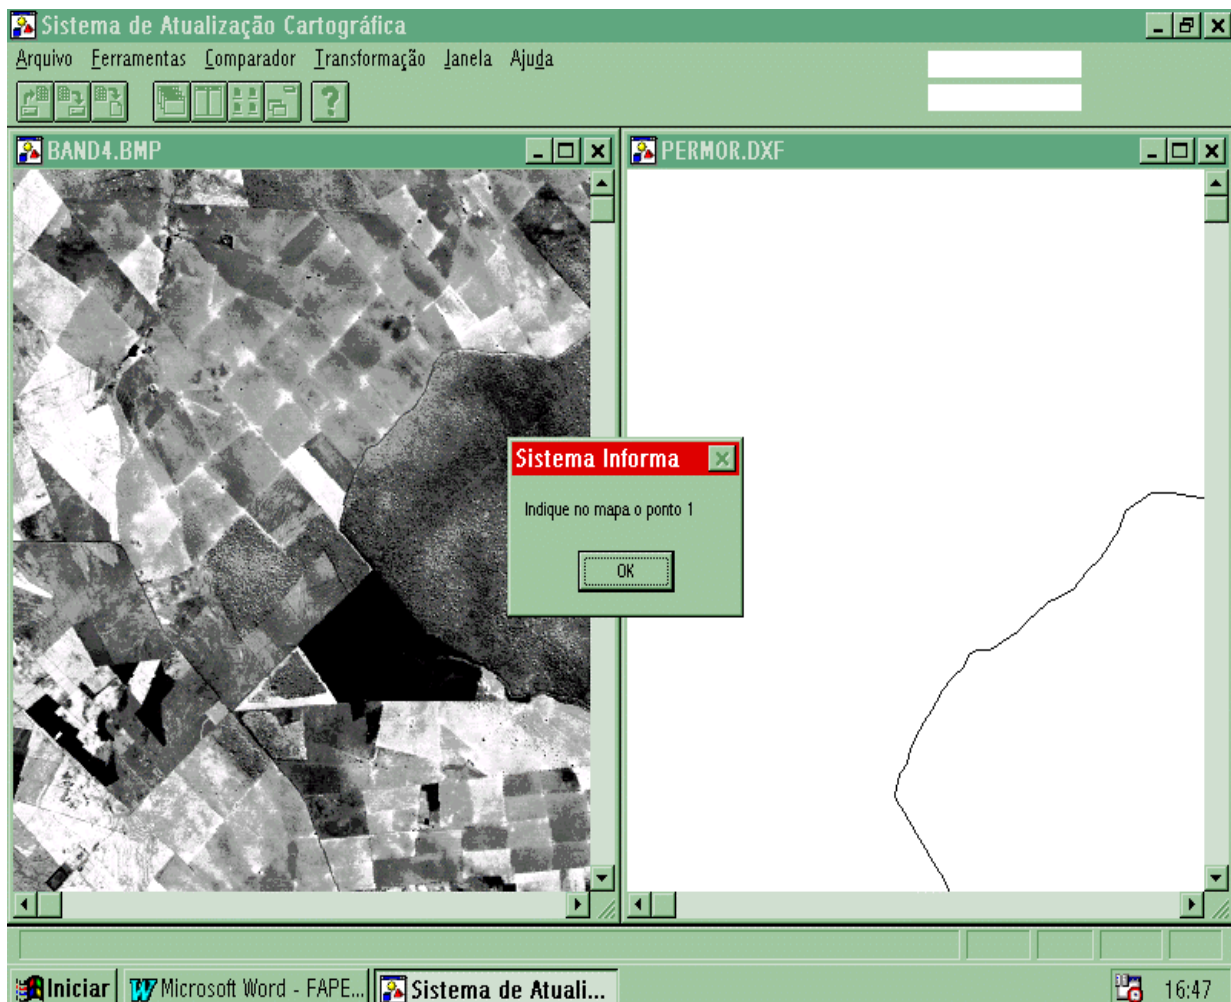 Sistema de Atualização Cartográfica
Arquivo Ferramentas Comparador Transformação Janela Ajuda
BAND4.BMP
PERMOR.DXF
Sistema Informa
Indique no mapa o ponto 1
OK
Iniciar
Microsoft Word - FAPE...
Sistema de Atuali...
16:47